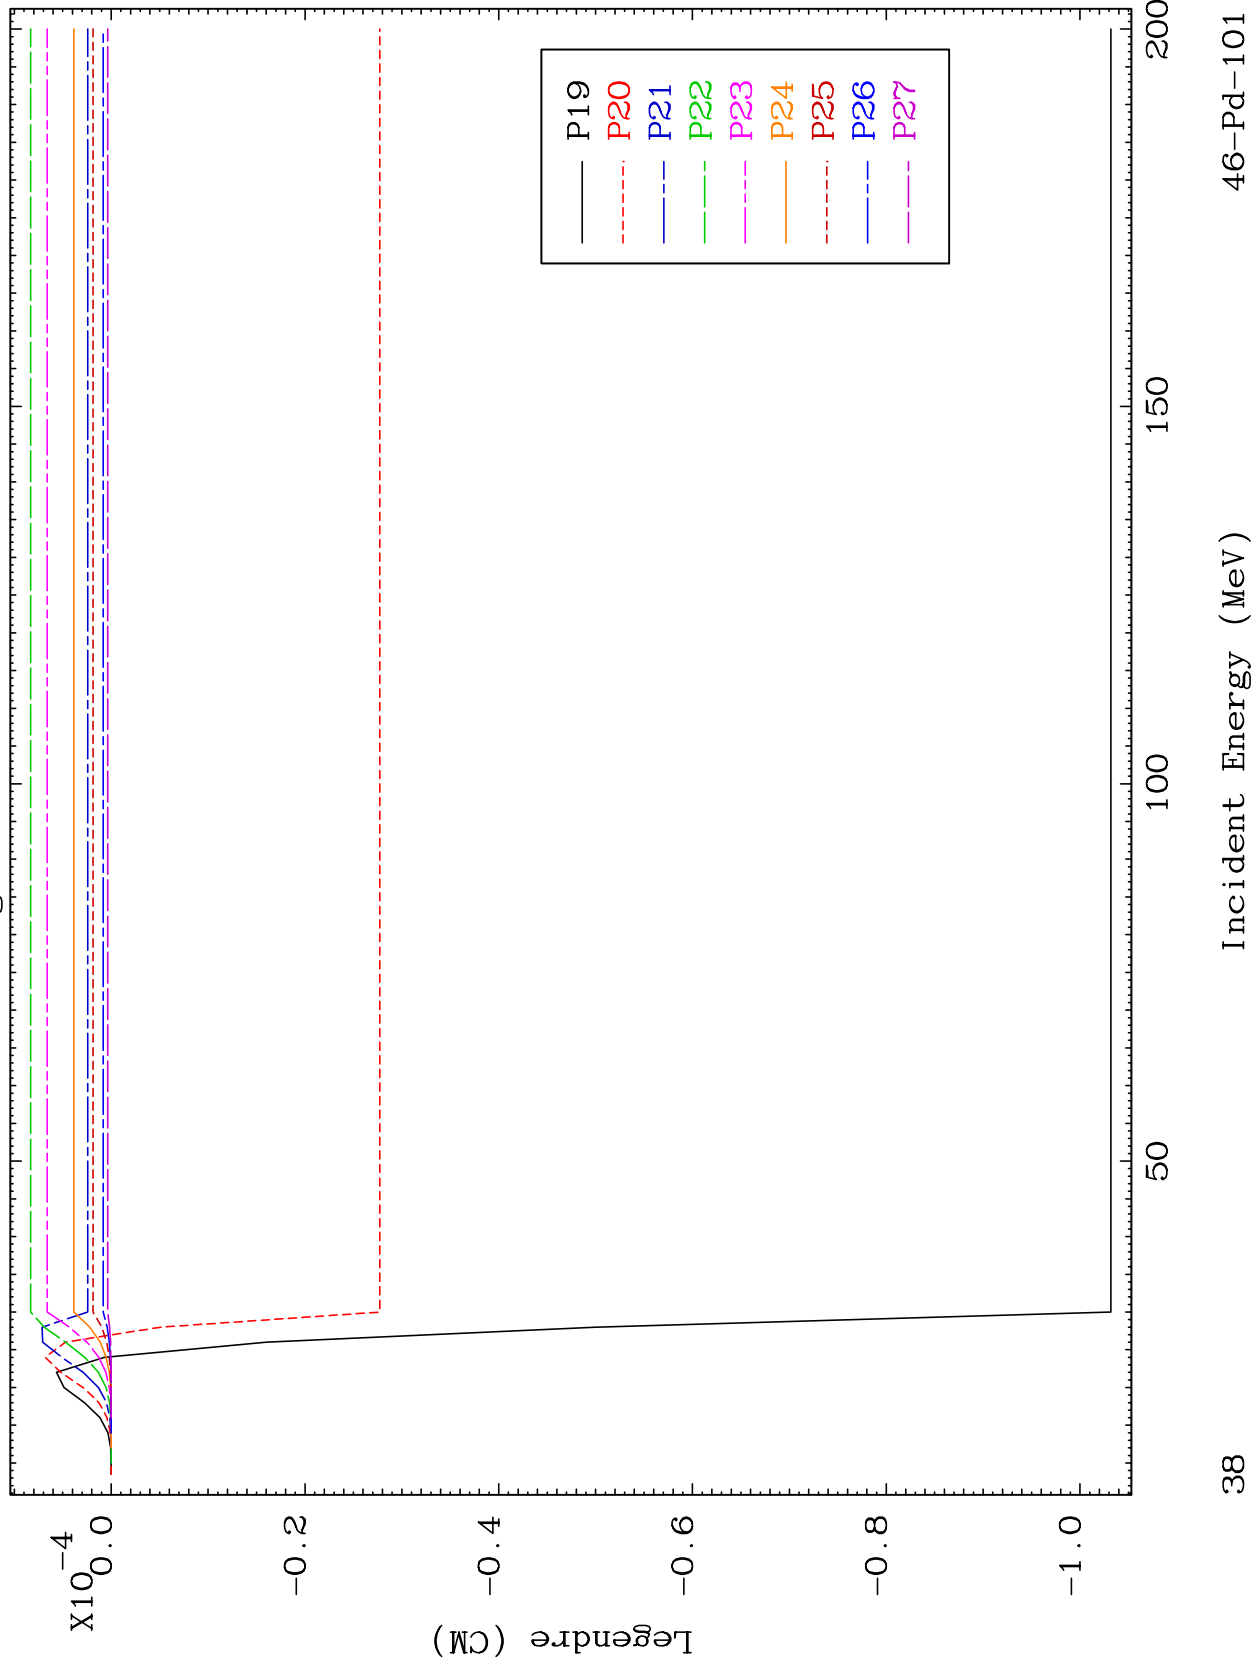 X10⁻⁴
0.0
-0.2
-0.4
-0.6
-0.8
-1.0
Legendre (CM)
P19
P20
P21
P22
P23
P24
P25
P26
P27
50
100
150
200
38
Incident Energy (MeV)
46-Pd-101